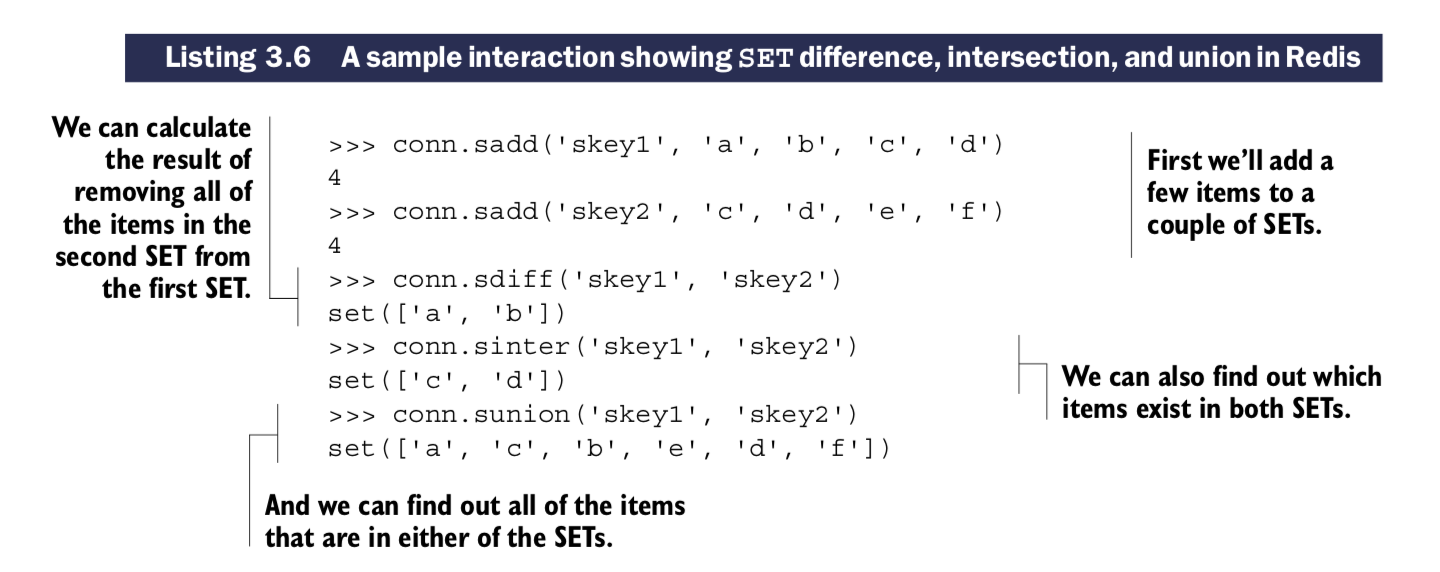 Listing 3.6 A sample interaction showing SET difference, intersection, and union in Redis
We can calculate
the result of
removing all of
the items in the
second SET from
the first SET.
>>> conn.sadd('skey1', 'a', 'b', 'c', 'd')
4
>>> conn.sadd('skey2', 'c', 'd', 'e', 'f')
4
>>> conn.sdiff('skey1', 'skey2')
set(['a', 'b'])
>>> conn.sinter('skey1', 'skey2')
set(['c', 'd'])
>>> conn.sunion('skey1', 'skey2')
set(['a', 'c', 'b', 'e', 'd', 'f'])
First we’ll add a
few items to a
couple of SETs.
We can also find out which
items exist in both SETs.
And we can find out all of the items
that are in either of the SETs.